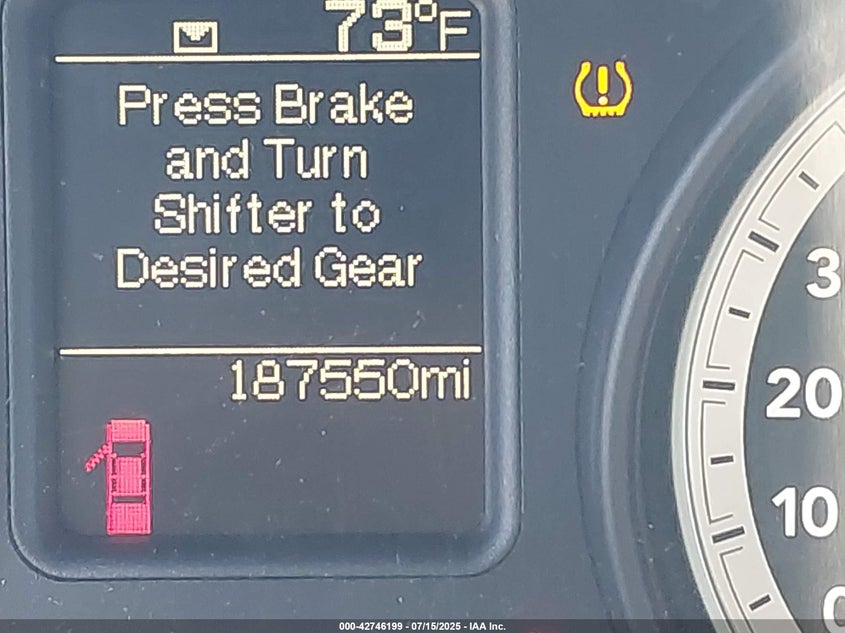 73°F
Press Brake
and Turn
Shifter to
Desired Gear
187550mi
3
20
10
0
000-42746199 - 07/15/2025 - IAA Inc.